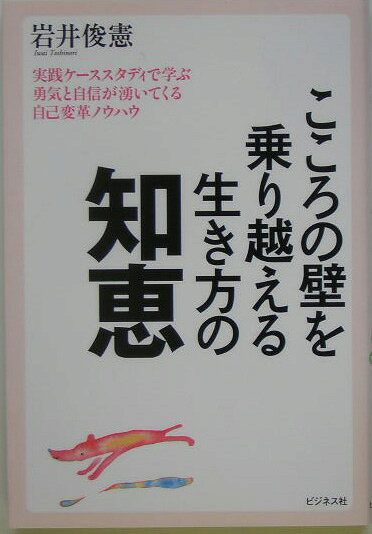 岩井俊憲
Iwai Toshinori
実践ケーススタディで学ぶ
勇気と自信が湧いてくる
自己変革ノウハウ
こころの壁を
乗り越える
生き方の
知恵
ビジネス社